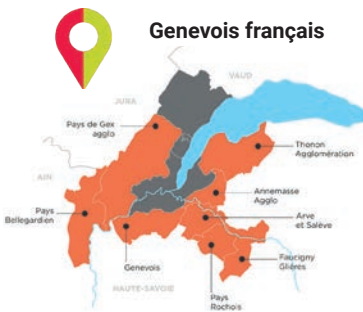 Genevois français
VAUD
JURA
Pays de Gex
agglo
Thonon
Agglomération
AIN
Annemasse
Agglo
Pays
Bellegardien
Arve
et Salève
Genevois
Faucigny
Glières
HAUTE-SAVOIE
Pays
Rochois